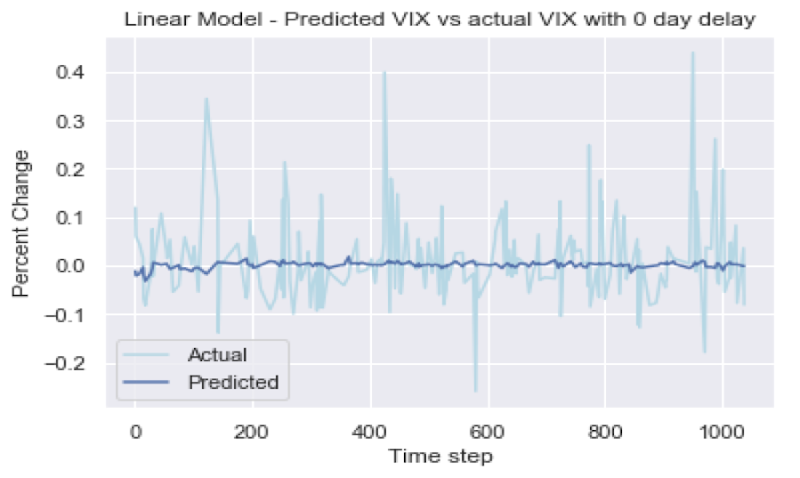 Linear Model - Predicted VIX vs actual VIX with 0 day delay
Percent Change
0.4
0.3
0.2
0.1
0.0
−0.1
−0.2
Actual
Predicted
0 200 400 600 800 1000
Time step